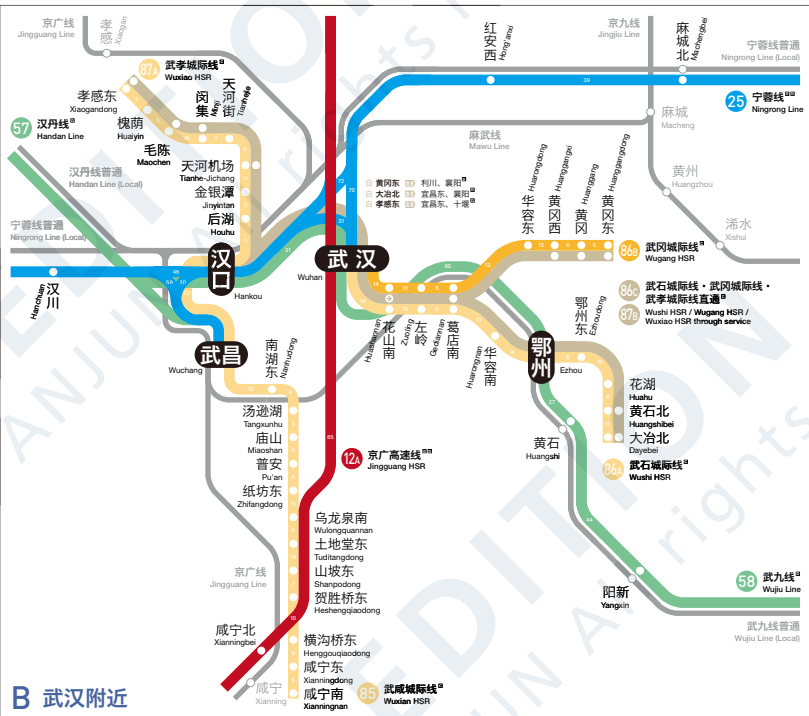 京广线
Jingguang Line
孝感
Xiaogan
87A
武孝城际线
Wuxiao HSR
孝感东
Xiaogandong
槐荫
Huaiyin
毛陈
Maochen
闵集
Minji
天河街
Tianhejie
天河机场
Tianhe-Jichang
金银潭
Jinyintan
后湖
Houhu
57
汉丹线
Handan Line
汉丹线普通
Handan Line (Local)
宁蓉线普通
Ningrong Line (Local)
汉川
Hanchuan
汉口
Hankou
武汉
Wuhan
武昌
Wuchang
红安西
Hong'anxi
京九线
Jingjiu Line
麻城北
Machengbei
宁蓉线普通
Ningrong Line (Local)
25
宁蓉线
Ningrong Line
麻武线
Mawu Line
麻城
Macheng
黄州
Huangzhou
浠水
Xishui
黄冈东 利川、襄阳
大冶北 宜昌东、襄阳
孝感东 宜昌东、十堰
华容东
Huarongdong
黄冈西
Huanggangxi
黄冈
Huanggang
黄冈东
Huanggangdong
86B
武冈城际线
Wugang HSR
86C
87B
武石城际线・武冈城际线・
武孝城际线直通
Wushi HSR / Wugang HSR /
Wuxiao HSR through service
花山南
Huashannan
左岭
Zuoling
葛店南
Gediannan
华容南
Huarongnan
鄂州
Ezhou
鄂州东
Ezhoudong
花湖
Huahu
黄石北
Huangshibei
大冶北
Dayebei
86A
武石城际线
Wushi HSR
黄石
Huangshi
阳新
Yangxin
58
武九线
Wujiu Line
武九线普通
Wujiu Line (Local)
12A
京广高速线
Jingguang HSR
南湖东
Nanhudong
汤逊湖
Tangxunhu
庙山
Miaoshan
普安
Pu'an
纸坊东
Zhifangdong
乌龙泉南
Wulongquannan
土地堂东
Tuditangdong
山坡东
Shanpodong
贺胜桥东
Heshengqiaodong
横沟桥东
Henggouqiaodong
咸宁东
Xianningdong
咸宁南
Xianningnan
85
武咸城际线
Wuxian HSR
京广线
Jingguang Line
咸宁北
Xianningbei
咸宁
Xianning
B 武汉附近